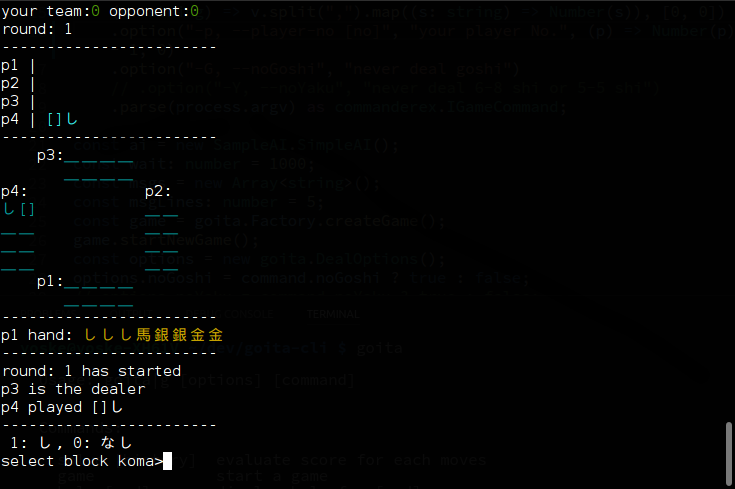 your team:0 opponent:0
round: 1
------------------------
p1 |
p2 |
p3 |
p4 | []し
------------------------
p3:＿＿＿＿
＿＿＿＿
p4: p2:
し[] ＿＿
＿＿ ＿＿
＿＿ ＿＿
＿＿ ＿＿
p1:＿＿＿＿
＿＿＿＿
------------------------
p1 hand: ししし馬銀銀金金
------------------------
round: 1 has started
p3 is the dealer
p4 played []し
------------------------
1: し, 0: なし
select block koma>